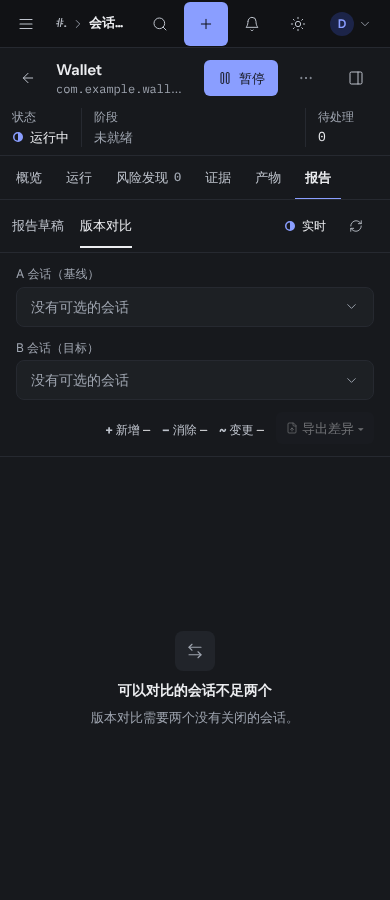 #.
会话…
D
Wallet
com.example.wall…
暂停
状态
阶段
待处理
运行中
未就绪
0
概览
运行
风险发现 0
证据
产物
报告
报告草稿
版本对比
实时
A 会话（基线）
没有可选的会话
B 会话（目标）
没有可选的会话
+ 新增 –
− 消除 –
~ 变更 –
导出差异
可以对比的会话不足两个
版本对比需要两个没有关闭的会话。